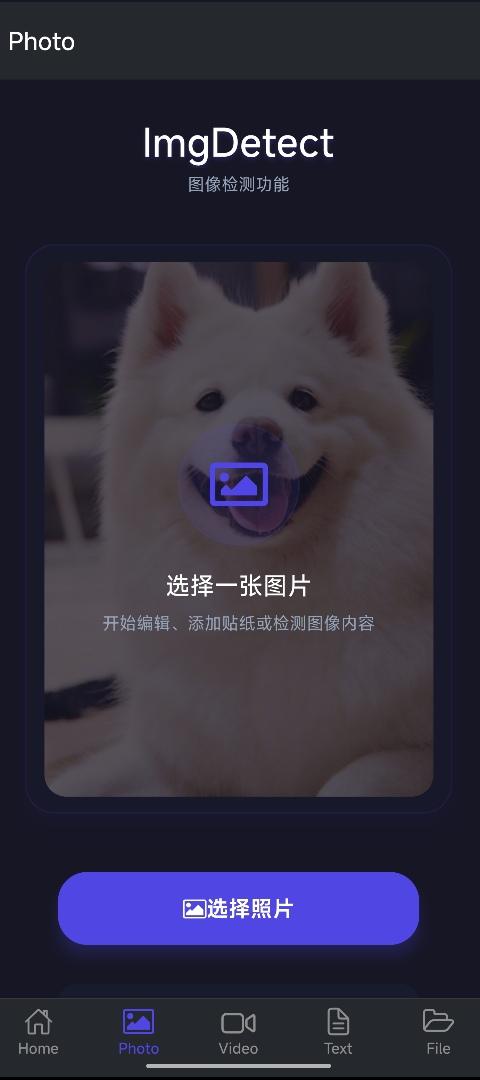 Photo
ImgDetect
图像检测功能
选择一张图片
开始编辑、添加贴纸或检测图像内容
选择照片
Home
Photo
Video
Text
File